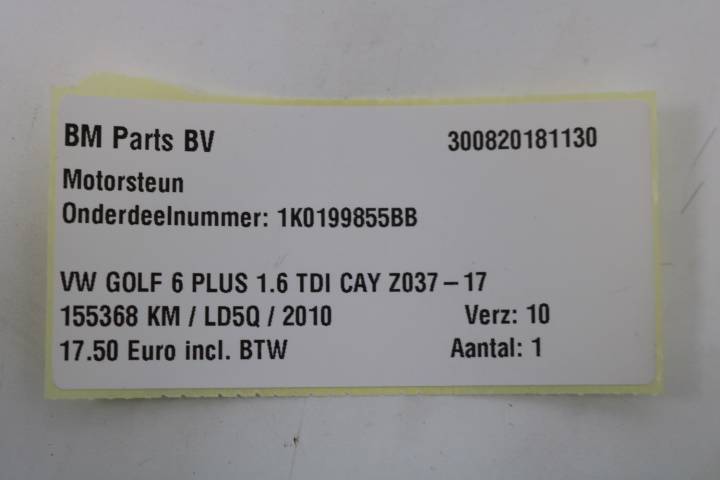 BM Parts BV 300820181130
Motorsteun
Onderdeelnummer: 1K0199855BB
VW GOLF 6 PLUS 1.6 TDI CAY Z037 – 17
155368 KM / LD5Q / 2010 Verz: 10
17.50 Euro incl. BTW Aantal: 1